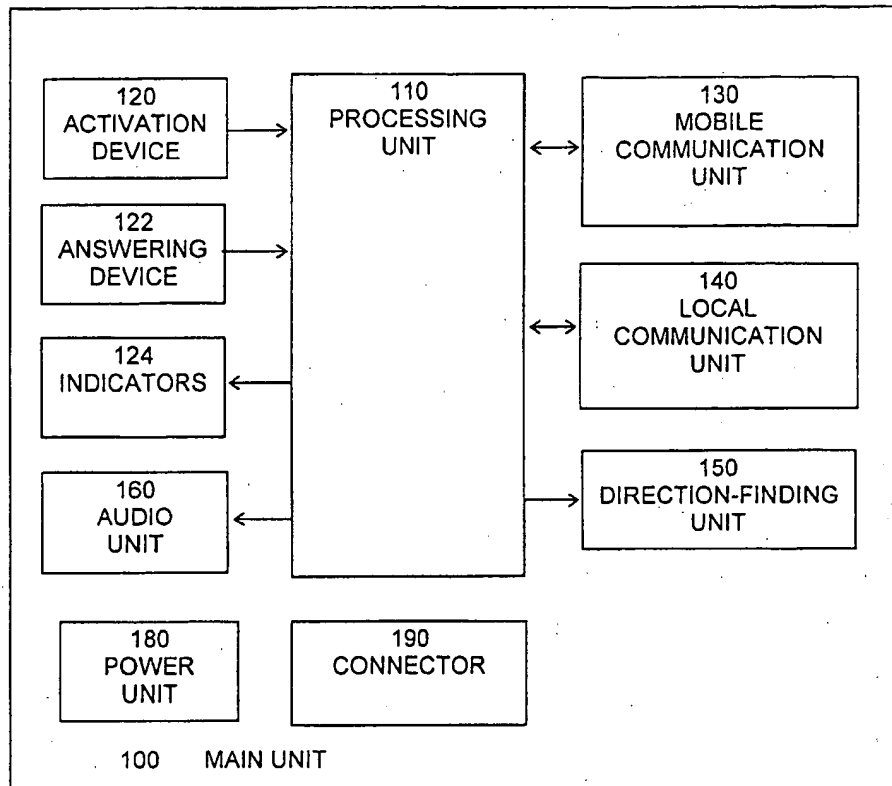 120
ACTIVATION
DEVICE
122
ANSWERING
DEVICE
124
INDICATORS
160
AUDIO
UNIT
110
PROCESSING
UNIT
130
MOBILE
COMMUNICATION
UNIT
140
LOCAL
COMMUNICATION
UNIT
150
DIRECTION-FINDING
UNIT
180
POWER
UNIT
190
CONNECTOR
100 MAIN UNIT